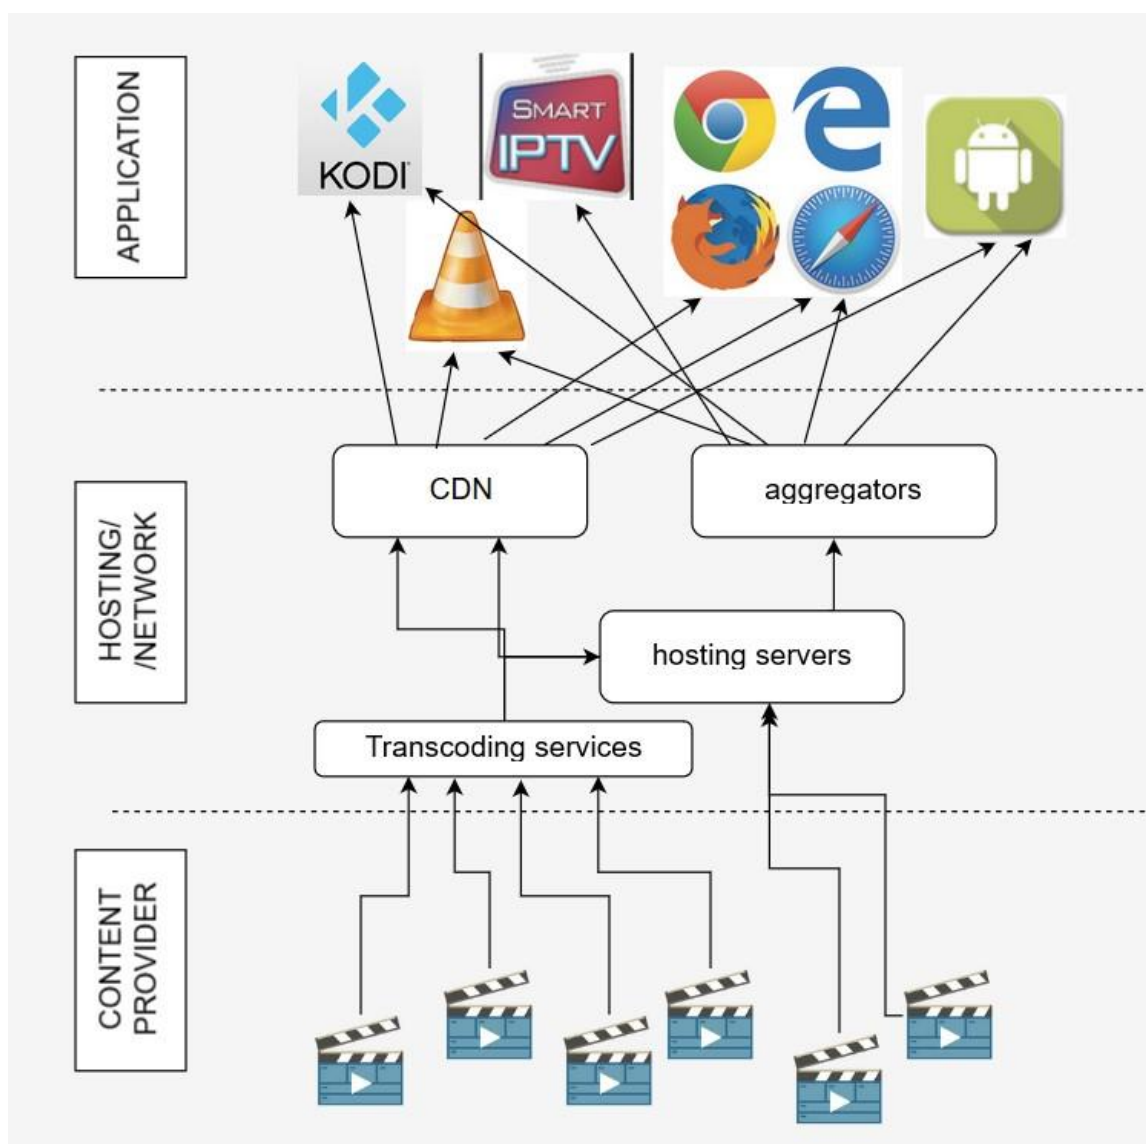 APPLICATION
KODI
SMART
IPTV
HOSTING/
/NETWORK
CDN
aggregators
hosting servers
Transcoding services
CONTENT
PROVIDER